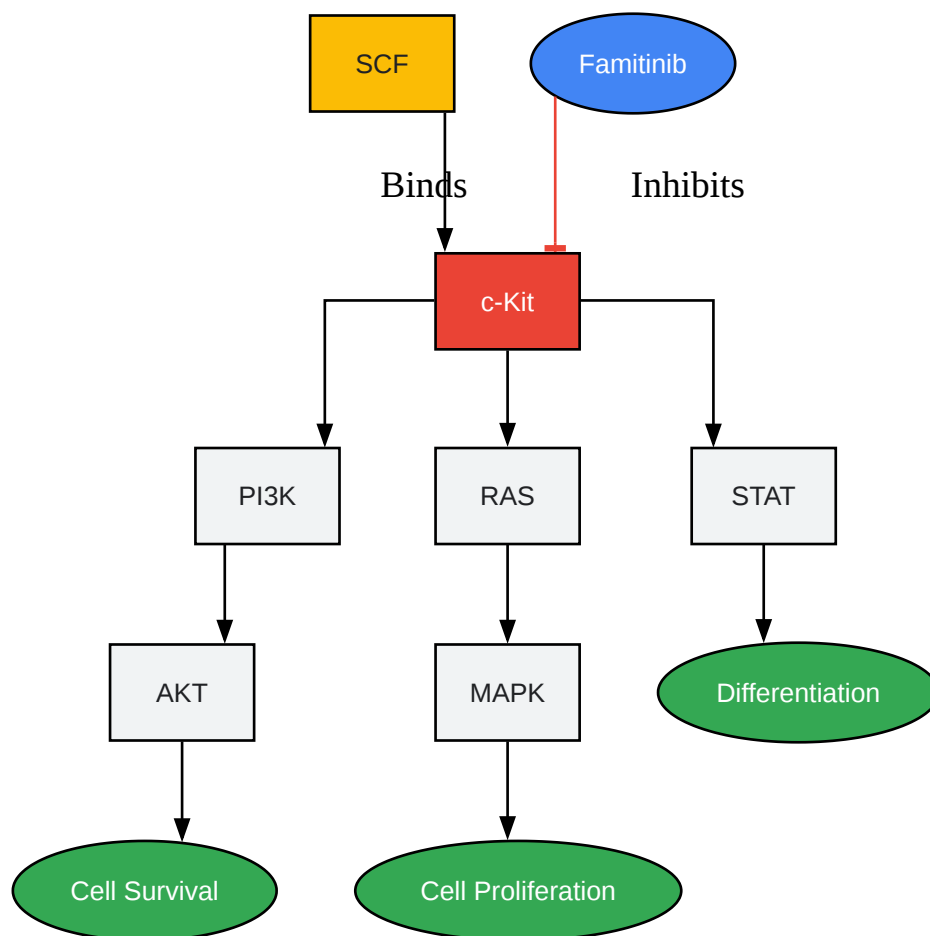 SCF
Famitinib
Binds
Inhibits
c-Kit
PI3K
RAS
STAT
AKT
MAPK
Differentiation
Cell Survival
Cell Proliferation